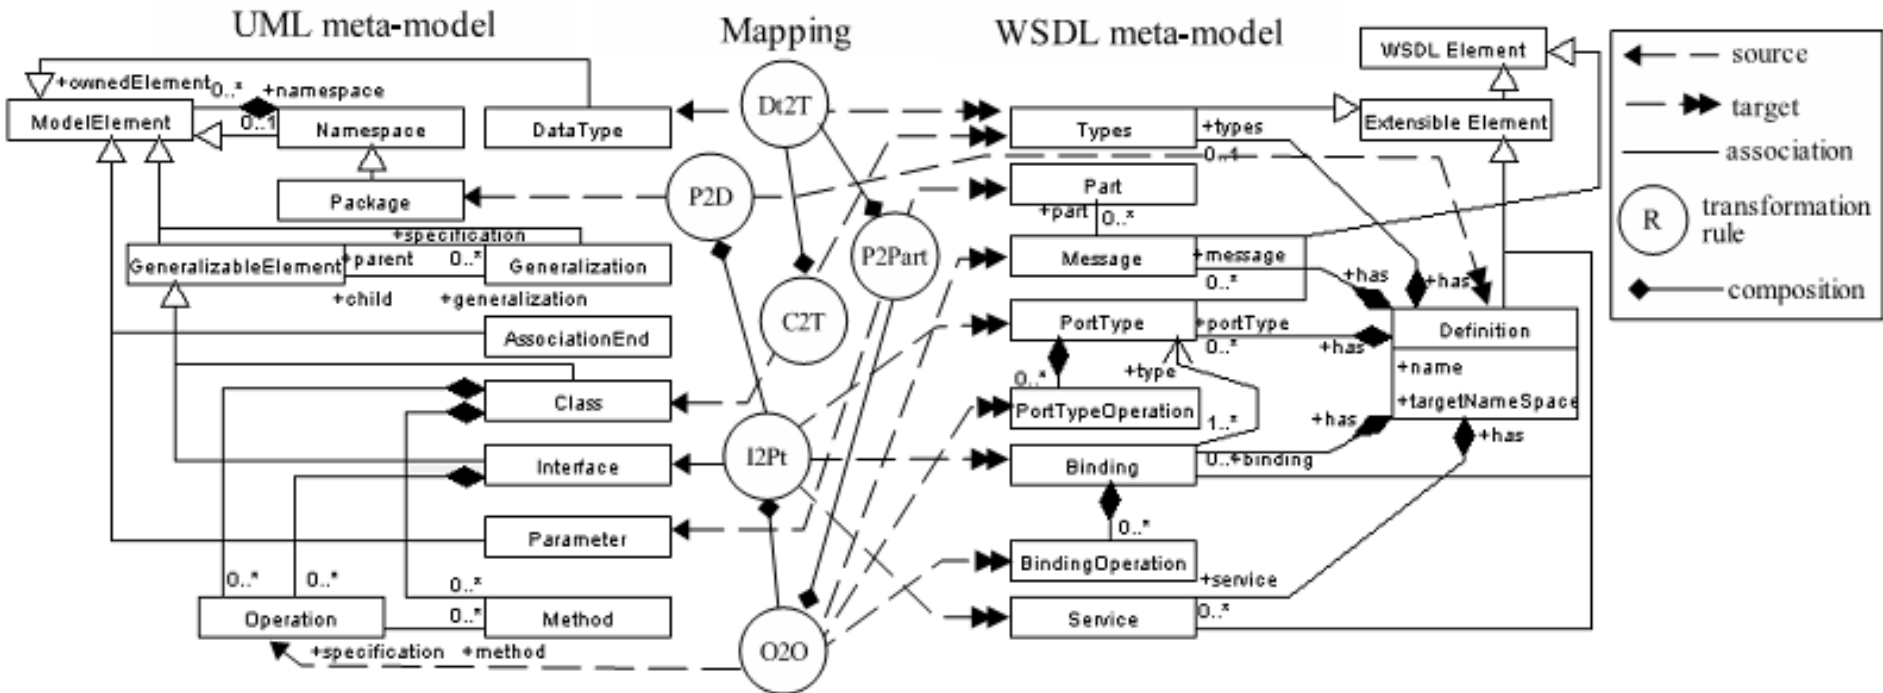 UML meta-model
Mapping
WSDL meta-model
+ownedElement
0..*
+namespace
ModelElement
0..1
Namespace
DataType
Package
+specification
GeneralizableElement
+parent
0..*
Generalization
+child
+generalization
AssociationEnd
Class
Interface
Parameter
0..*
0..*
0..*
Operation
0..*
Method
+specification
+method
Dt2T
P2D
P2Part
C2T
I2Pt
O2O
WSDL Element
Extensible Element
Types
+types
0..1
Part
+part
0..*
Message
+message
0..*
+has
+has
PortType
+portType
0..*
+has
Definition
+name
+targetNameSpace
+type
0..*
PortTypeOperation
1..*
+has
+has
Binding
0..*
+binding
0..*
BindingOperation
+service
Service
0..*
source
target
association
R
transformation
rule
composition